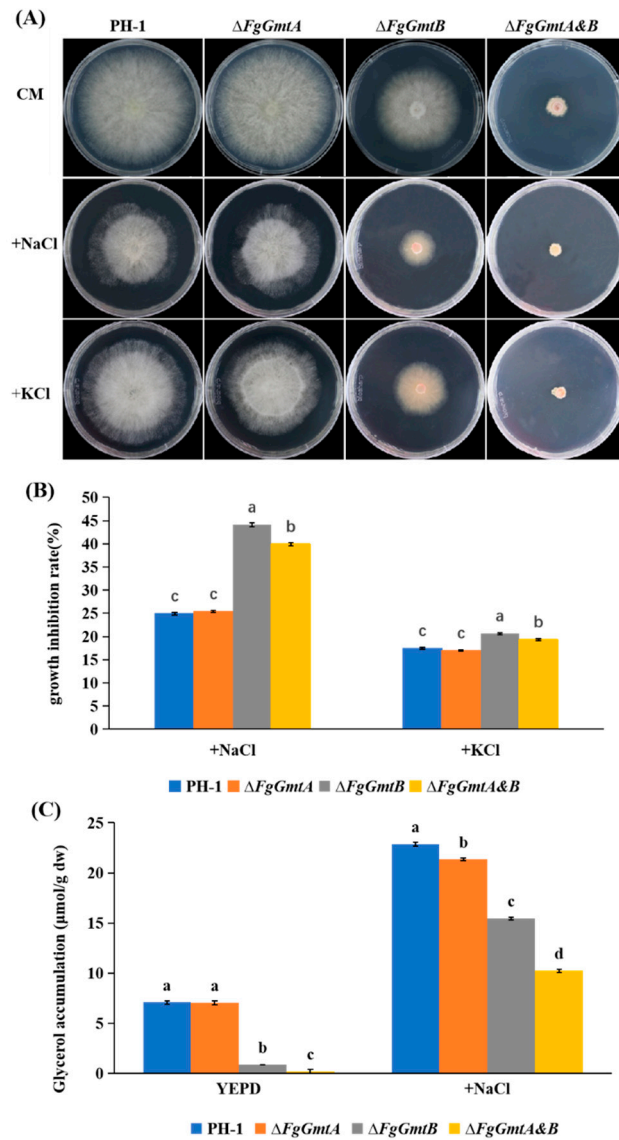 (A)
PH-1 ΔFgGmtA ΔFgGmtB ΔFgGmtA&B
CM
+NaCl
+KCl
(B)
growth inhibition rate(%)
50
45
40
35
30
25
20
15
10
5
0
c c a b
c c a b
+NaCl +KCl
PH-1 ΔFgGmtA ΔFgGmtB ΔFgGmtA&B
(C)
Glycerol accumulation (μmol/g dw)
25
20
15
10
5
0
a a b c
a b c d
YEPD +NaCl
PH-1 ΔFgGmtA ΔFgGmtB ΔFgGmtA&B